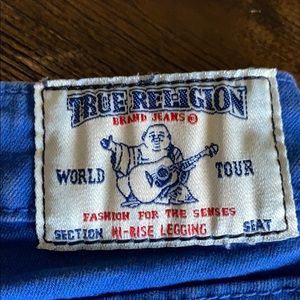 TRUE RELIGION
BRAND JEANS ®
WORLD TOUR
FASHION FOR THE SENSES
SECTION HI-RISE LEGGING SEAT